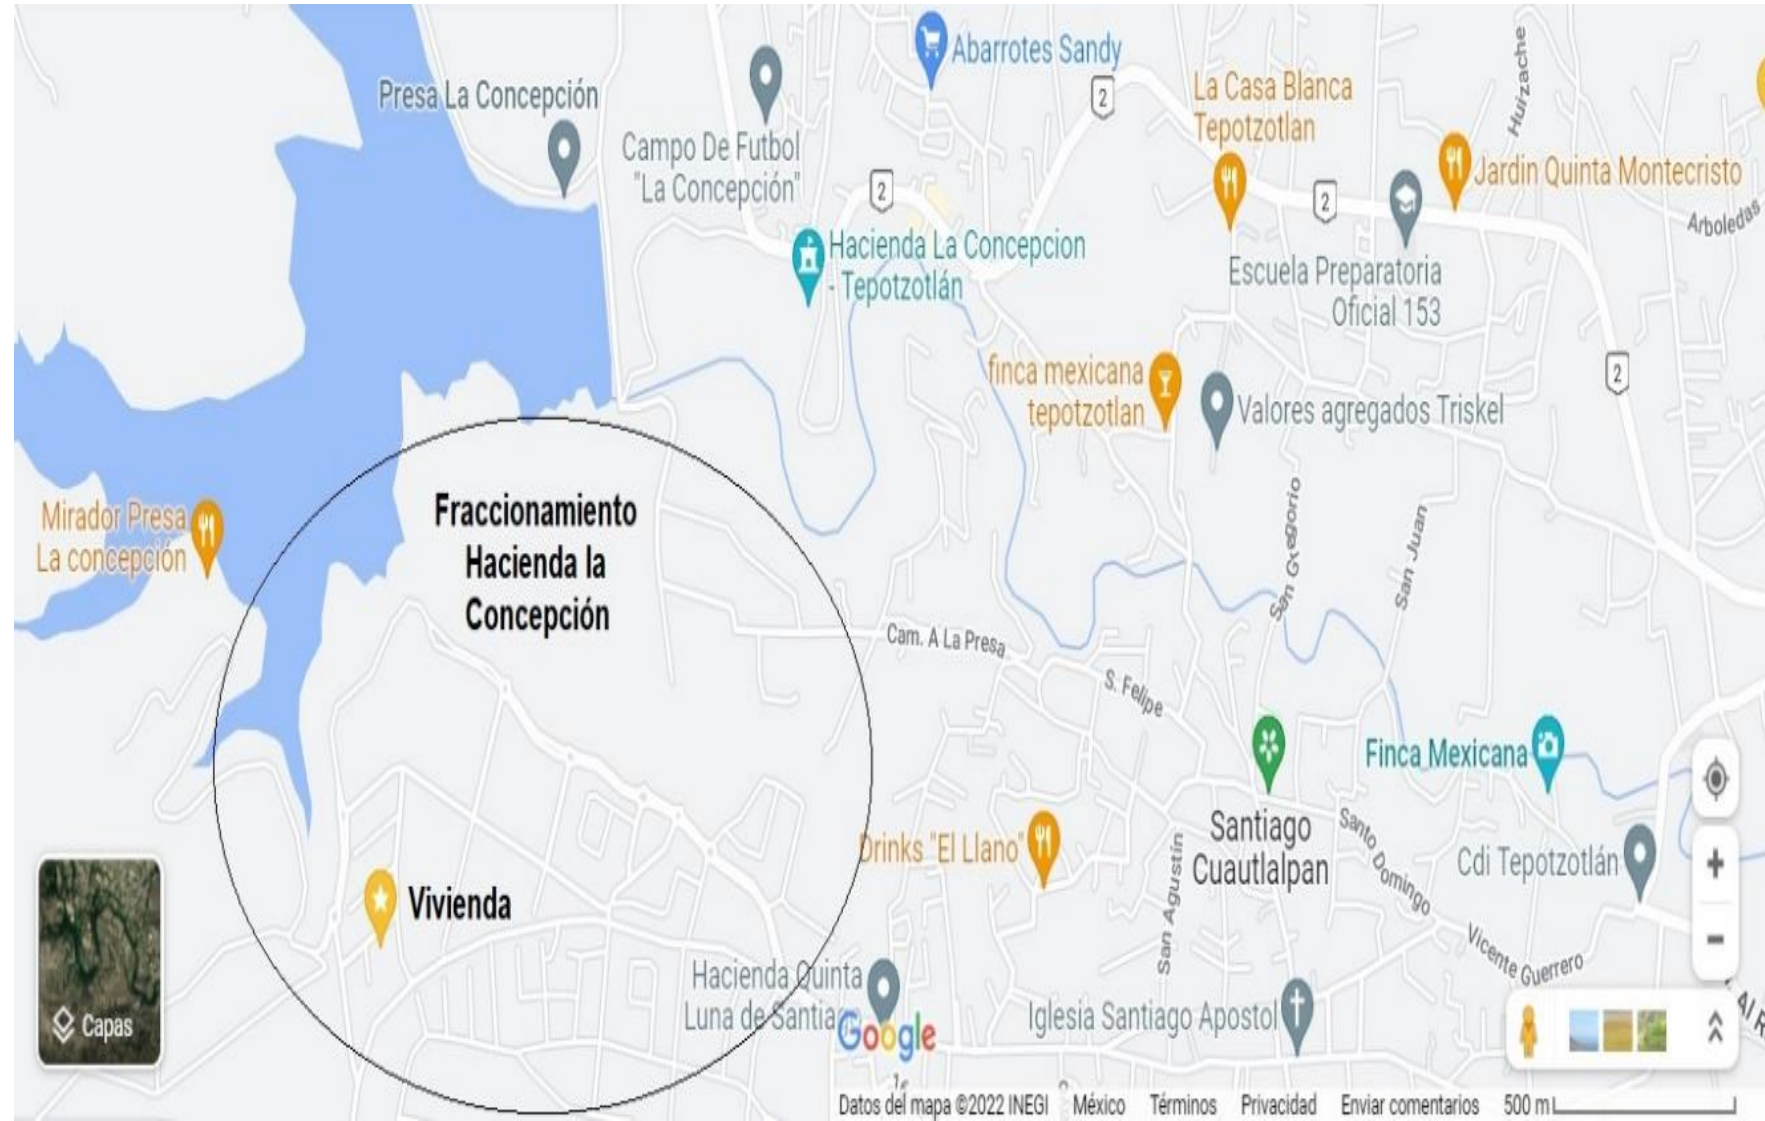 Abarrotes Sandy
Presa La Concepción
2
La Casa Blanca
Tepotzotlan
Huizache
Campo De Futbol
"La Concepción"
2
2
Jardin Quinta Montecristo
Arboledas
Hacienda La Concepcion
- Tepotzotlán
Escuela Preparatoria
Oficial 153
finca mexicana
tepotzotlan
2
Valores agregados Triskel
Mirador Presa
La concepción
Fraccionamiento
Hacienda la
Concepción
San Gregorio
San Juan
Cam. A La Presa
S. Felipe
Finca Mexicana
Santiago
Cuautlalpan
Drinks "El Llano"
Santo Domingo
Cdi Tepotzotlán
Vivienda
San Agustín
Vicente Guerrero
Hacienda Quinta
Luna de Santia
Iglesia Santiago Apostol
Capas
Google
Datos del mapa ©2022 INEGI México Términos Privacidad Enviar comentarios 500 m